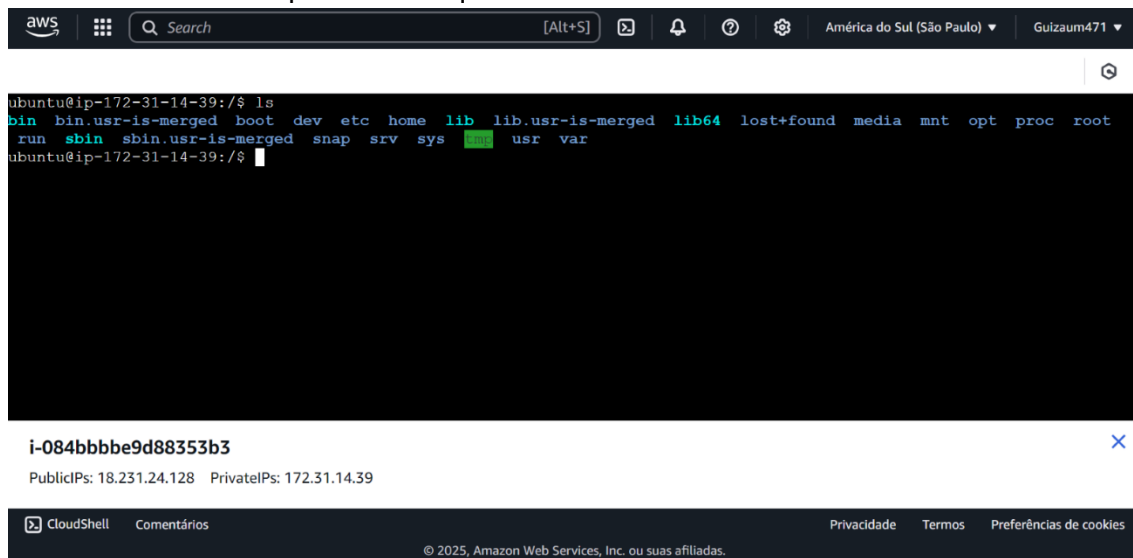 aws Search [Alt+S] América do Sul (São Paulo) Guizaum471
ubuntu@ip-172-31-14-39:/$ ls
bin bin.usr-is-merged boot dev etc home lib lib.usr-is-merged lib64 lost+found media mnt opt proc root
run sbin sbin.usr-is-merged snap srv sys tmp usr var
ubuntu@ip-172-31-14-39:/$
i-084bbbbe9d88353b3
PublicIPs: 18.231.24.128 PrivateIPs: 172.31.14.39
CloudShell Comentários Privacidade Termos Preferências de cookies
© 2025, Amazon Web Services, Inc. ou suas afiliadas.